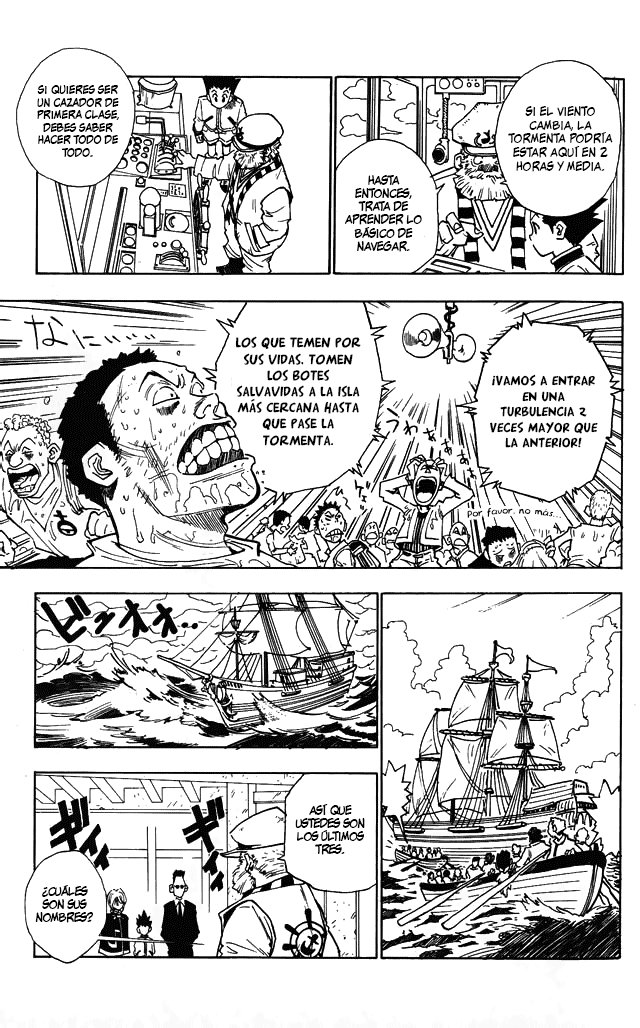 SI EL VIENTO
CAMBIA, LA
TORMENTA PODRÍA
ESTAR AQUÍ EN 2
HORAS Y MEDIA.
HASTA
ENTONCES,
TRATA DE
APRENDER LO
BÁSICO DE
NAVEGAR.
SI QUIERES SER
UN CAZADOR DE
PRIMERA CLASE,
DEBES SABER
HACER TODO DE
TODO.
¡VAMOS A ENTRAR
EN UNA
TURBULENCIA 2
VECES MAYOR QUE
LA ANTERIOR!
うわぁぁぁ
Por favor, no más...
LOS QUE TEMEN POR
SUS VIDAS. TOMEN
LOS BOTES
SALVAVIDAS A LA ISLA
MÁS CERCANA HASTA
QUE PASE LA
TORMENTA.
なにぃ……
ビュオオ..
ギィィ
ギィィ
ASÍ QUE
USTEDES SON
LOS ÚLTIMOS
TRES.
¿CUÁLES
SON SUS
NOMBRES?